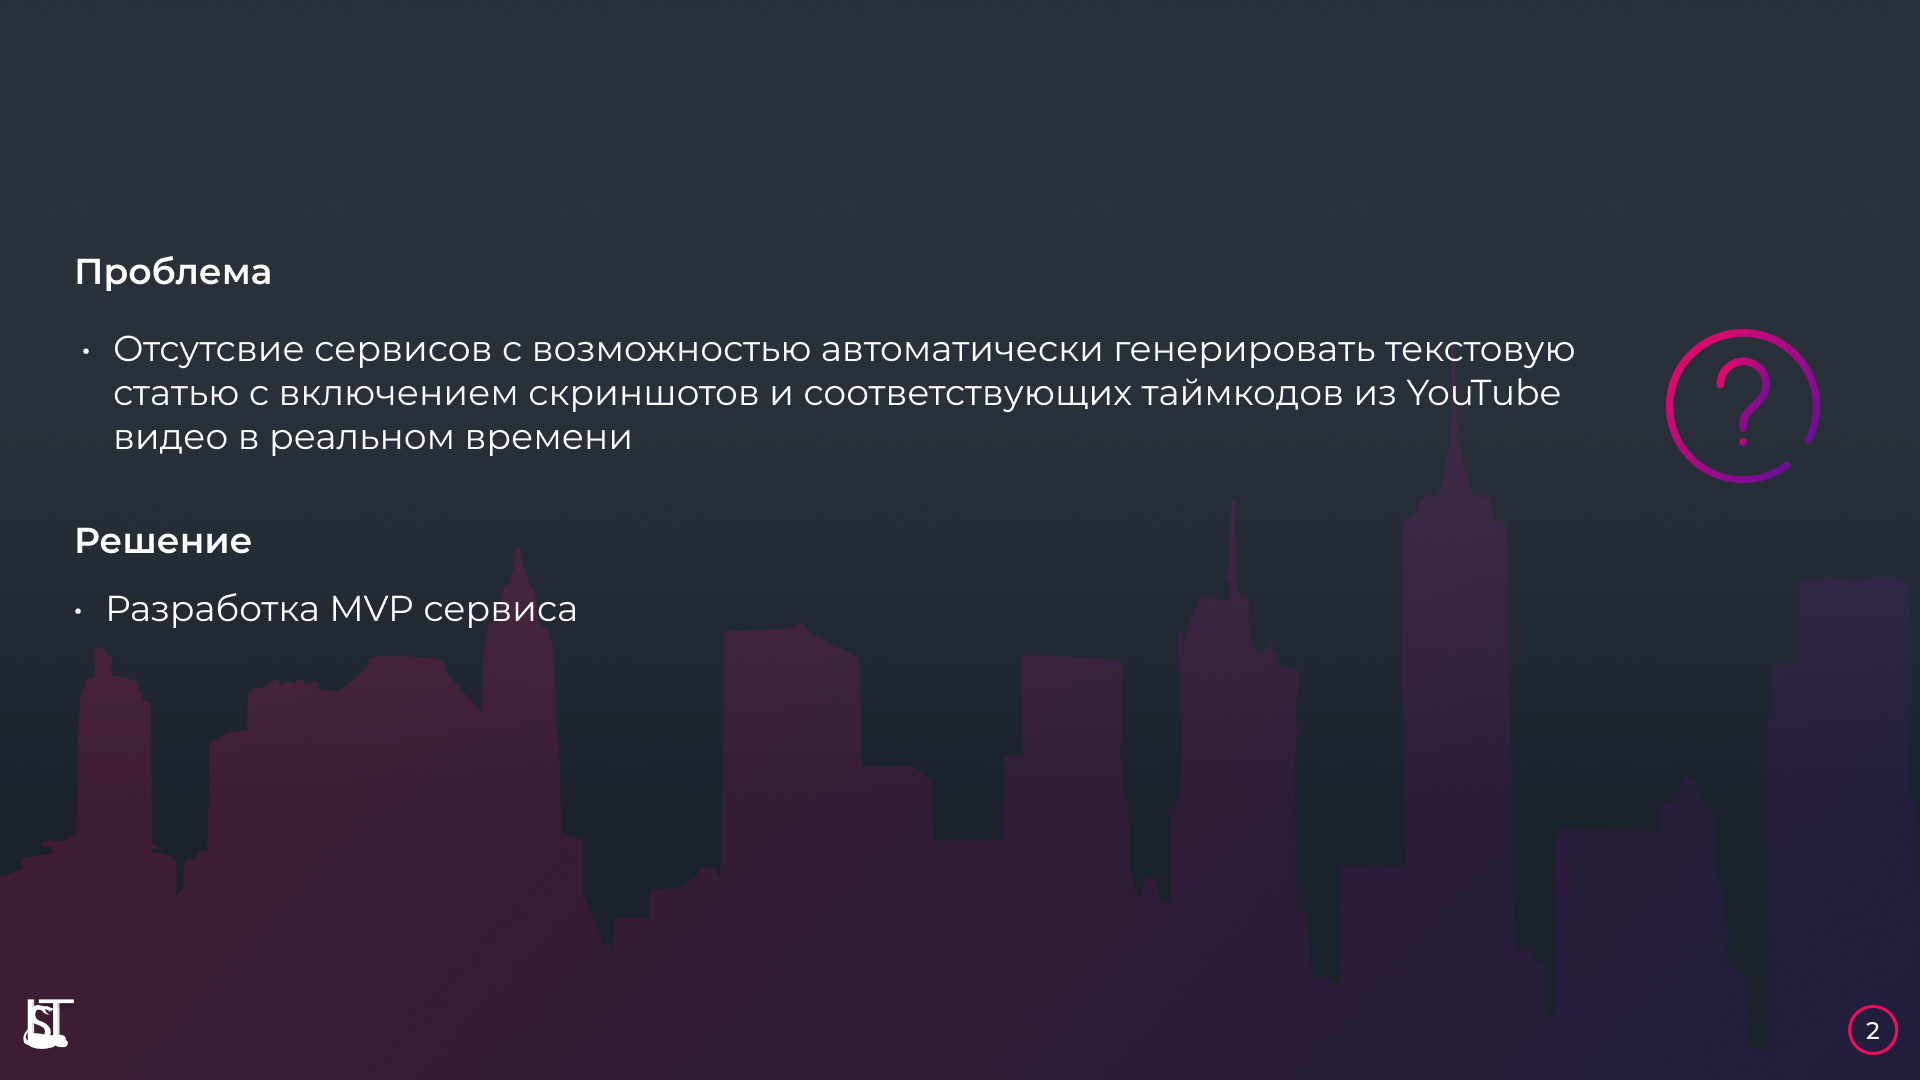 Проблема
• Отсутсвие сервисов с возможностью автоматически генерировать текстовую
статью с включением скриншотов и соответствующих таймкодов из YouTube
видео в реальном времени
Решение
• Разработка MVP сервиса
IST
2